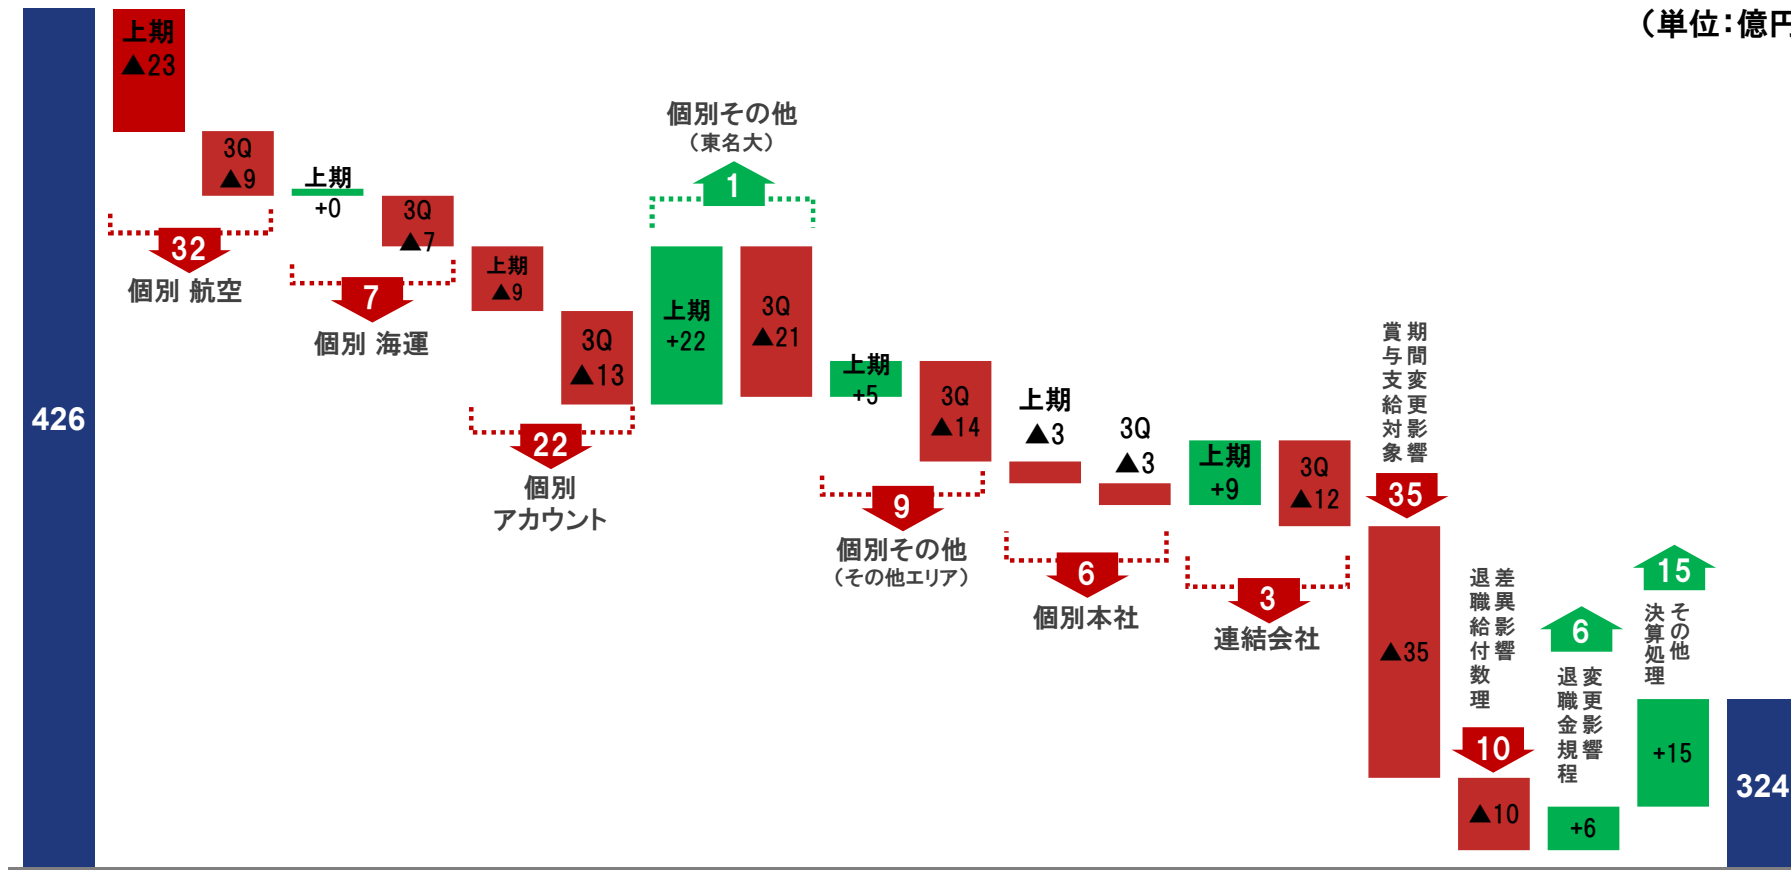 （単位：億円
426
上期
▲23
3Q
▲9
32
個別 航空
上期
+0
3Q
▲7
7
個別 海運
上期
▲9
3Q
▲13
22
個別
アカウント
個別その他
（東名大）
1
上期
+22
3Q
▲21
上期
+5
3Q
▲14
9
個別その他
（その他エリア）
上期
▲3
3Q
▲3
6
個別本社
上期
+9
3Q
▲12
3
連結会社
賞与支給対象
期間変更影響
35
▲35
退職給付数理
差異影響
10
▲10
6
退職金規程
変更影響
+6
15
決算処理
その他
+15
324